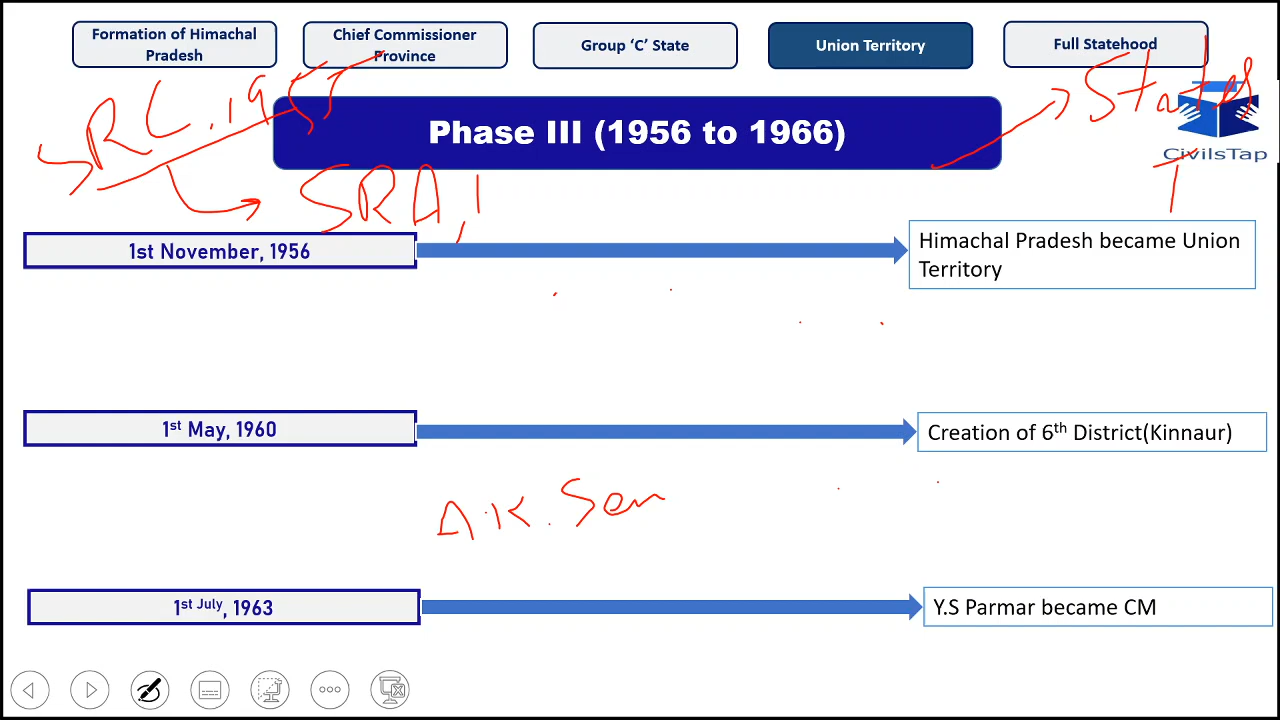 Formation of Himachal
Pradesh
Chief Commissioner
Province
Group ‘C’ State
Union Territory
Full Statehood
SRC.1955
States
Phase III (1956 to 1966)
CivilsTap
SRA,1
1st November, 1956
Himachal Pradesh became Union
Territory
1st May, 1960
Creation of 6th District(Kinnaur)
A.K. Sen
1st July, 1963
Y.S Parmar became CM